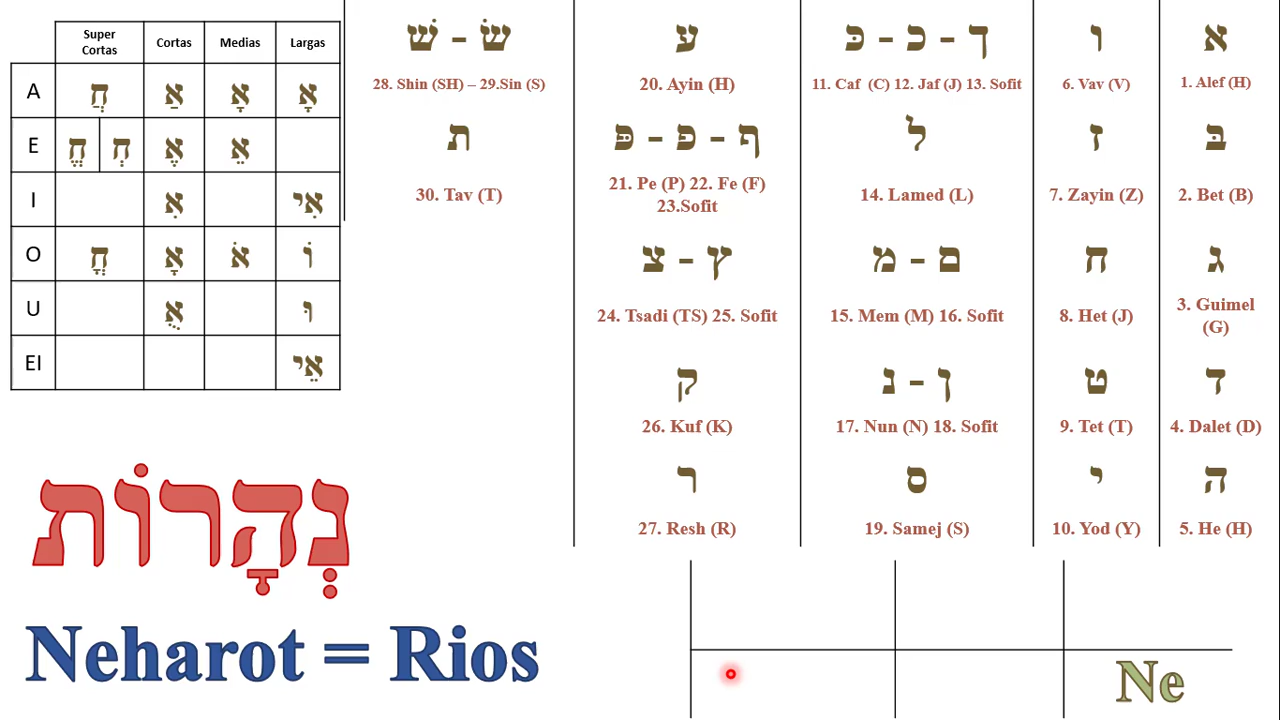 Super Cortas Cortas Medias Largas
A חֲ אַ אָ אָ
E חֱ חְ אֶ אֵ
I אִ אִי
O חֳ אָ אֹ וֹ
U אֻ וּ
EI אֵי
שׂ - שׁ
28. Shin (SH) – 29.Sin (S)
ת
30. Tav (T)
ע
20. Ayin (H)
ף - פ - פּ
21. Pe (P) 22. Fe (F)
23.Sofit
ץ - צ
24. Tsadi (TS) 25. Sofit
ק
26. Kuf (K)
ר
27. Resh (R)
ך - כ - כּ
11. Caf (C) 12. Jaf (J) 13. Sofit
ל
14. Lamed (L)
ם - מ
15. Mem (M) 16. Sofit
ן - נ
17. Nun (N) 18. Sofit
ס
19. Samej (S)
ו
6. Vav (V)
ז
7. Zayin (Z)
ח
8. Het (J)
ט
9. Tet (T)
י
10. Yod (Y)
א
1. Alef (H)
בּ
2. Bet (B)
ג
3. Guimel
(G)
ד
4. Dalet (D)
ה
5. He (H)
נְהָרוֹת
Neharot = Rios
Ne